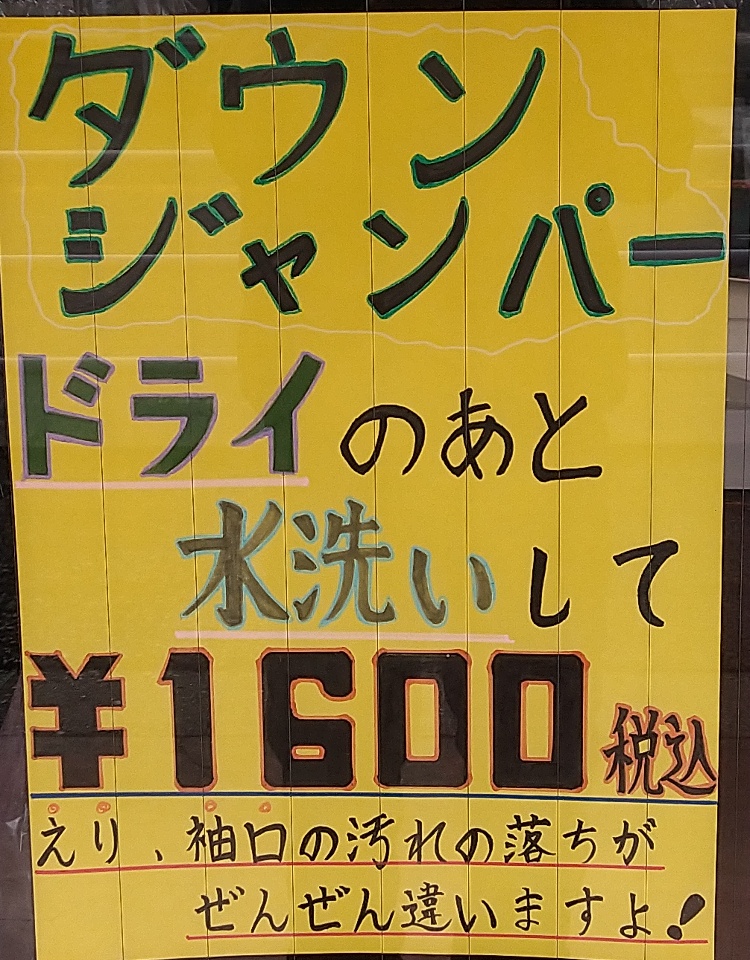 ダウン
ジャンパー
ドライのあと
水洗いして
¥1600税込
えり、袖口の汚れの落ちが
ぜんぜん違いますよ!